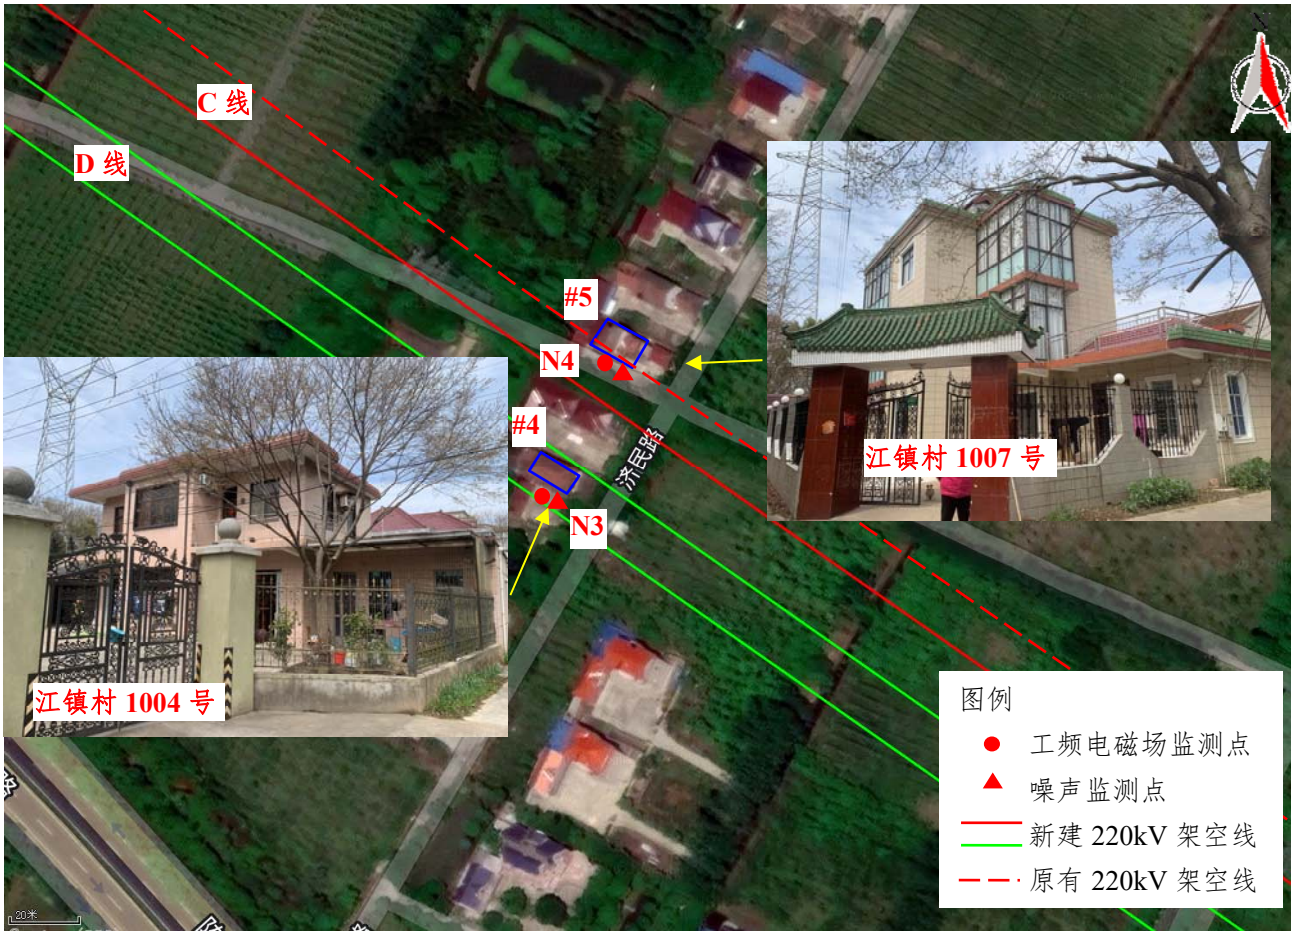 C 线
D 线
#5
N4
#4
N3
济民路
江镇村 1007 号
江镇村 1004 号
图例
工频电磁场监测点
噪声监测点
新建 220kV 架空线
原有 220kV 架空线
20米